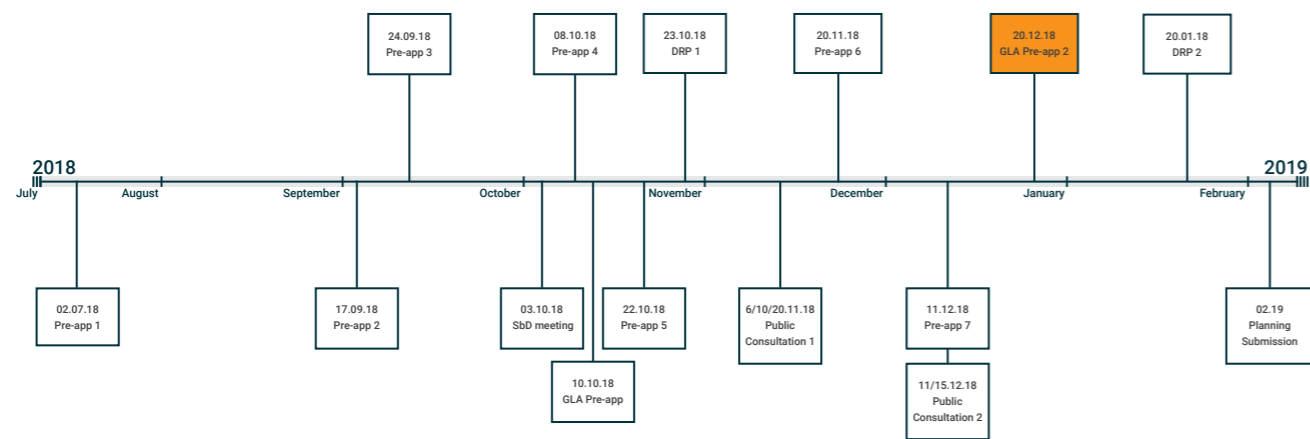 24.09.18
Pre-app 3
08.10.18
Pre-app 4
23.10.18
DRP 1
20.11.18
Pre-app 6
20.12.18
GLA Pre-app 2
20.01.18
DRP 2
2018
2019
July
August
September
October
November
December
January
February
02.07.18
Pre-app 1
17.09.18
Pre-app 2
03.10.18
SbD meeting
22.10.18
Pre-app 5
6/10/20.11.18
Public
Consultation 1
11.12.18
Pre-app 7
02.19
Planning
Submission
10.10.18
GLA Pre-app
11/15.12.18
Public
Consultation 2